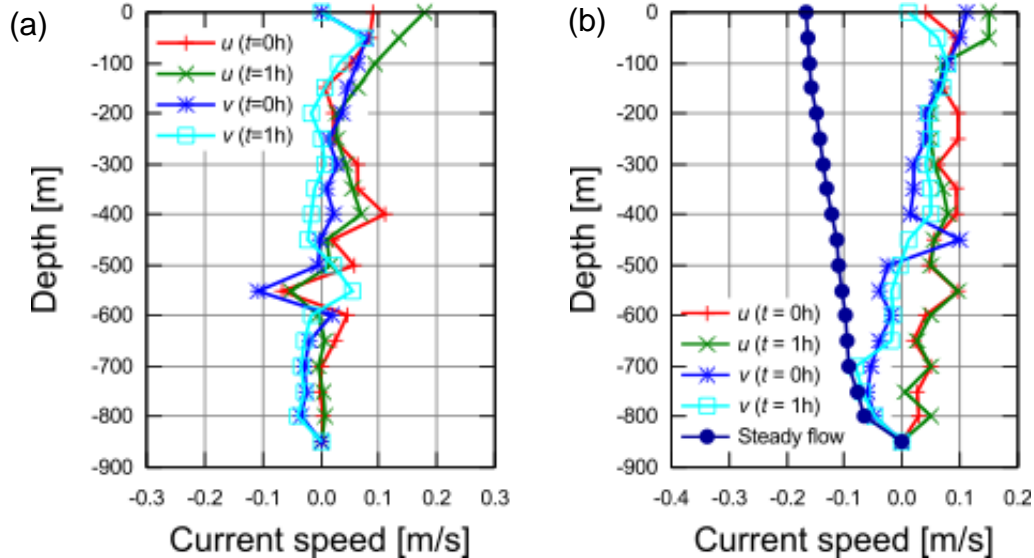 (a)
0
-100
-200
-300
-400
-500
-600
-700
-800
-900
Depth [m]
u (t=0h)
u (t=1h)
v (t=0h)
v (t=1h)
-0.3
-0.2
-0.1
0.0
0.1
0.2
0.3
Current speed [m/s]
(b)
0
-100
-200
-300
-400
-500
-600
-700
-800
-900
Depth [m]
u (t = 0h)
u (t = 1h)
v (t = 0h)
v (t = 1h)
Steady flow
-0.4
-0.3
-0.2
-0.1
0.0
0.1
0.2
Current speed [m/s]